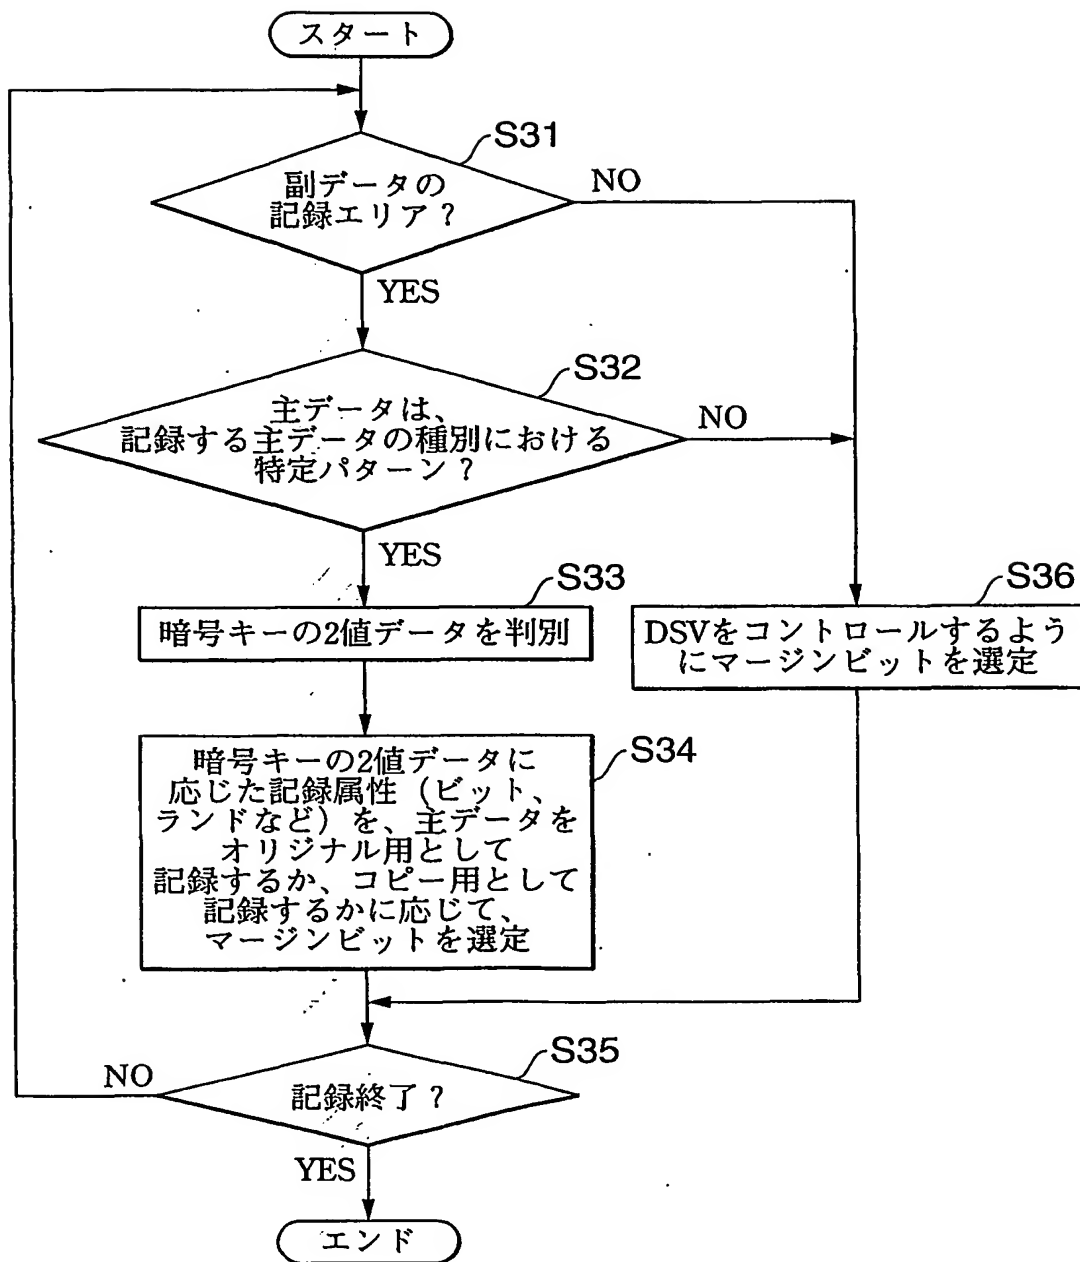 スタート
S31
副データの
記録エリア?
NO
YES
S32
主データは、
記録する主データの種別における
特定パターン?
NO
YES
S33
暗号キーの2値データを判別
S36
DSVをコントロールするよう
にマージンビットを選定
S34
暗号キーの2値データに
応じた記録属性(ビット、
ランドなど)を、主データを
オリジナル用として
記録するか、コピー用として
記録するかに応じて、
マージンビットを選定
S35
NO
記録終了?
YES
エンド